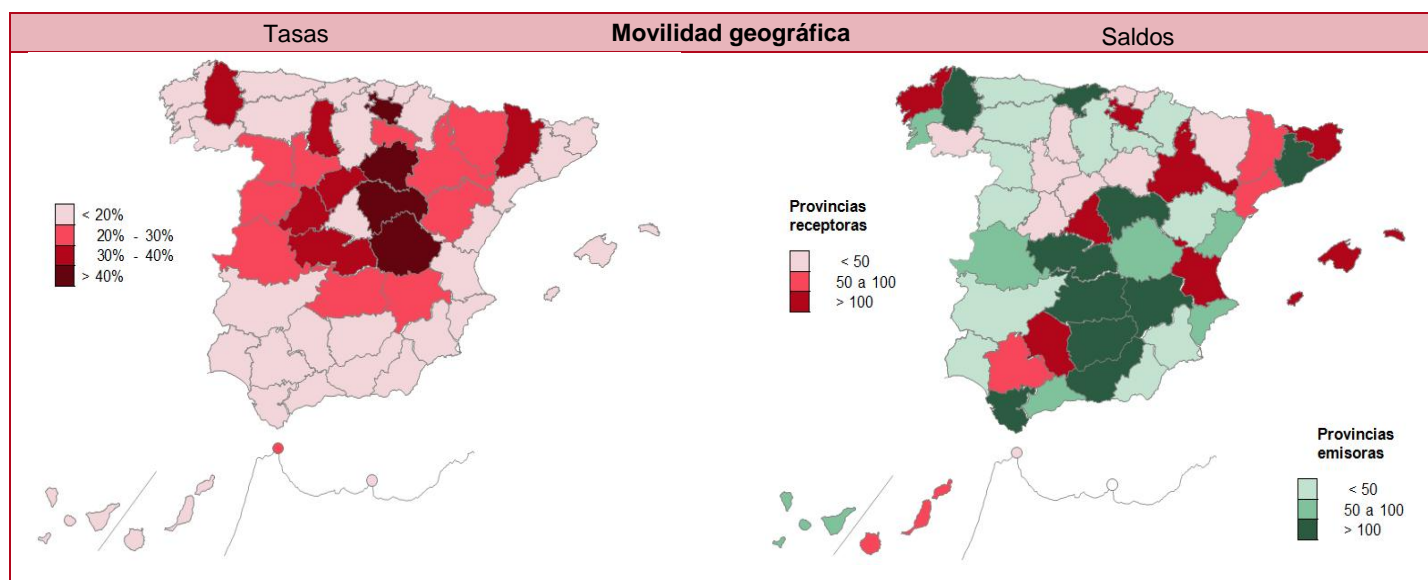 Tasas
Movilidad geográfica
Saldos
< 20%
20% - 30%
30% - 40%
> 40%
Provincias
receptoras
< 50
50 a 100
> 100
Provincias
emisoras
< 50
50 a 100
> 100